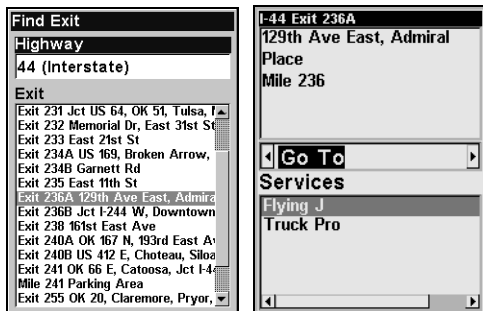 Find Exit
Highway
44 (Interstate)
Exit
Exit 231 Jct US 64, OK 51, Tulsa,
Exit 232 Memorial Dr, East 31st St
Exit 233 East 21st St
Exit 234A US 169, Broken Arrow,
Exit 234B Garnett Rd
Exit 235 East 11th St
Exit 236A 129th Ave East, Admira
Exit 236B Jct I-244 W, Downtown
Exit 238 161st East Ave
Exit 240A OK 167 N, 193rd East A
Exit 240B US 412 E, Choteau, Siloa
Exit 241 OK 66 E, Catoosa, Jct I-4
Mile 241 Parking Area
Exit 255 OK 20, Claremore, Pryor,
I-44 Exit 236A
129th Ave East, Admiral
Place
Mile 236
Go To
Services
Flying J
Truck Pro